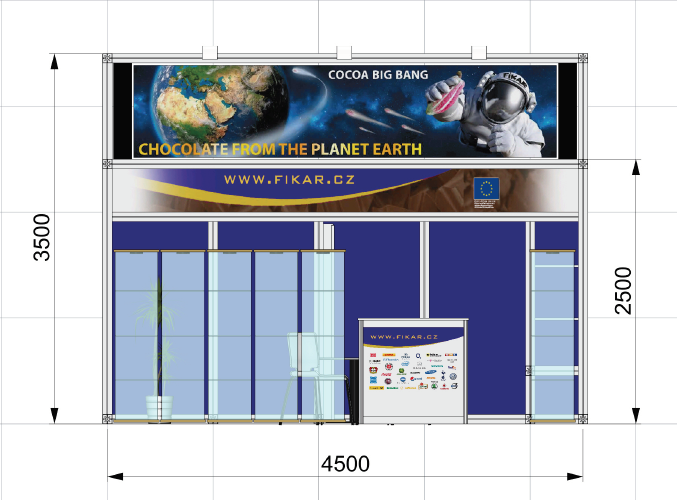 COCOA BIG BANG
FIKAR
CHOCOLATE FROM THE PLANET EARTH
WWW.FIKAR.CZ
3500
2500
WWW.FIKAR.CZ
4500